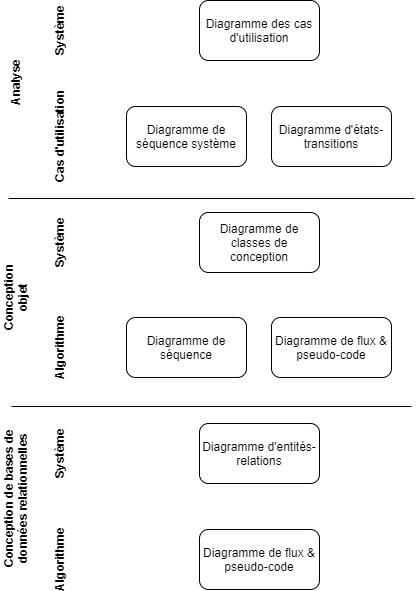 Analyse
Système
Diagramme des cas
d'utilisation
Cas d'utilisation
Diagramme de
séquence système
Diagramme d'états-
transitions
Conception
objet
Système
Diagramme de
classes de
conception
Algorithme
Diagramme de
séquence
Diagramme de flux &
pseudo-code
Conception de bases de
données relationnelles
Système
Diagramme d'entités-
relations
Algorithme
Diagramme de flux &
pseudo-code